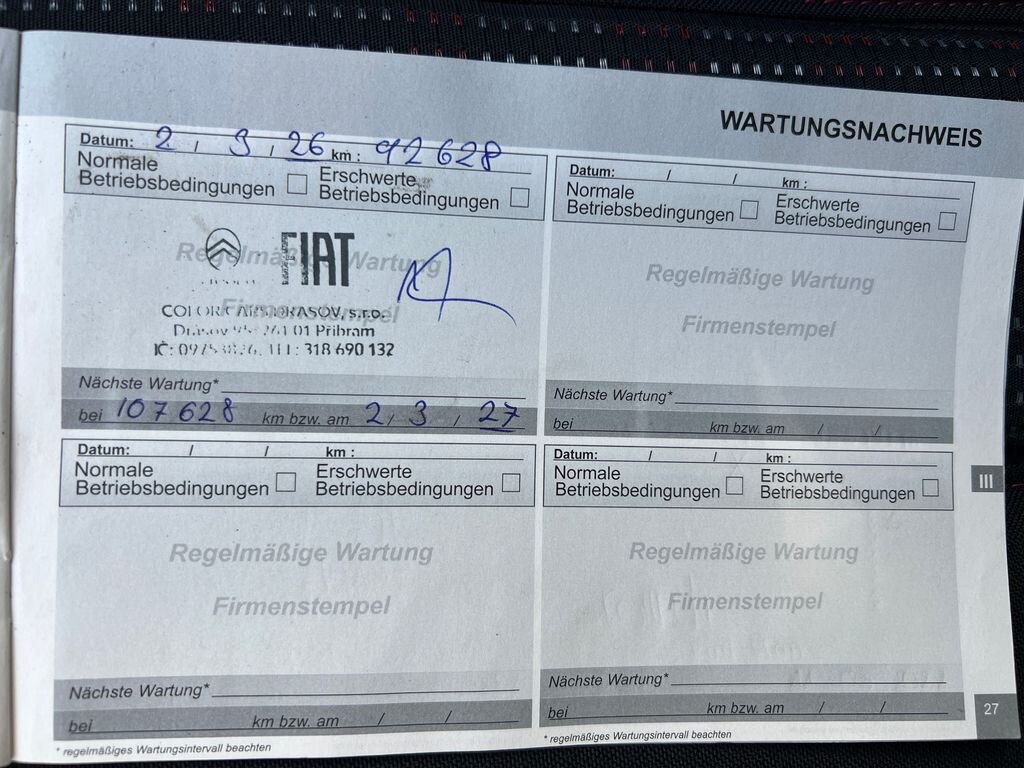 WARTUNGSNACHWEIS
Datum: 2 / 3 / 26 km : 92628
Normale Betriebsbedingungen
Erschwerte Betriebsbedingungen
Regelmäßige Wartung
FIAT
Firmenstempel
s.r.o.
261 01 Příbram
IČ: TEL: 318 690 132
Nächste Wartung*
bei 107628 km bzw. am 2 / 3 / 27
Datum: / / km :
Normale Betriebsbedingungen
Erschwerte Betriebsbedingungen
Regelmäßige Wartung
Firmenstempel
Nächste Wartung*
bei km bzw. am / /
Datum: / / km :
Normale Betriebsbedingungen
Erschwerte Betriebsbedingungen
Regelmäßige Wartung
Firmenstempel
Nächste Wartung*
bei km bzw. am / /
* regelmäßiges Wartungsintervall beachten
Datum: / / km :
Normale Betriebsbedingungen
Erschwerte Betriebsbedingungen
Regelmäßige Wartung
Firmenstempel
Nächste Wartung*
bei km bzw. am / /
* regelmäßiges Wartungsintervall beachten
III
27